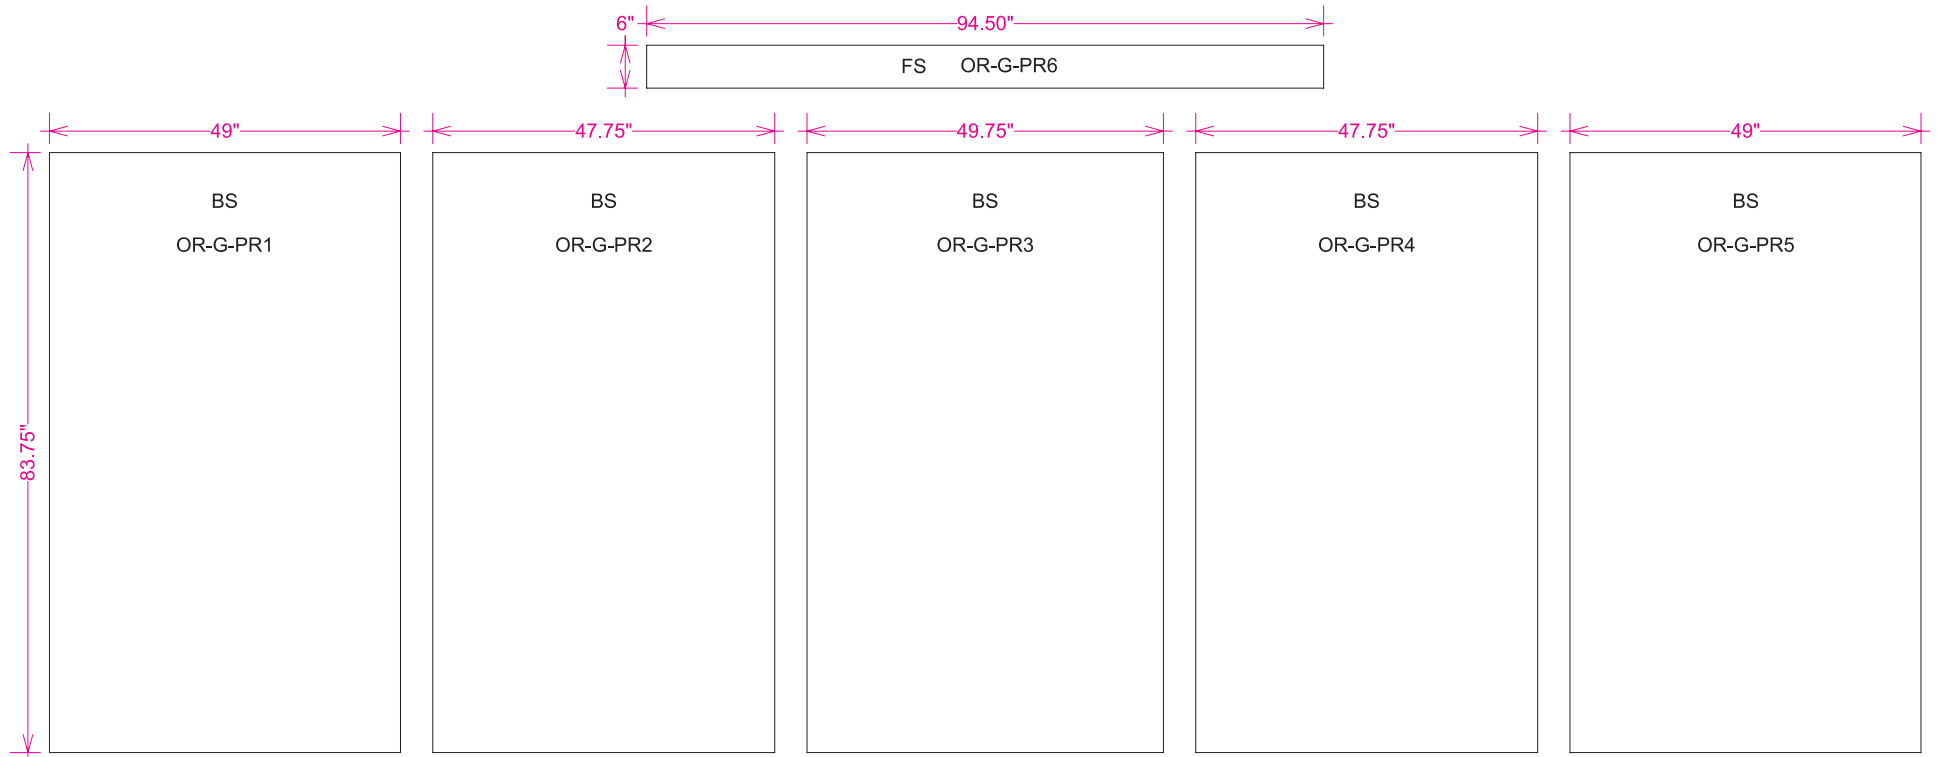 6" 94.50"
FS OR-G-PR6
49" 47.75" 49.75" 47.75" 49"
BS BS BS BS BS
OR-G-PR1 OR-G-PR2 OR-G-PR3 OR-G-PR4 OR-G-PR5
83.75"